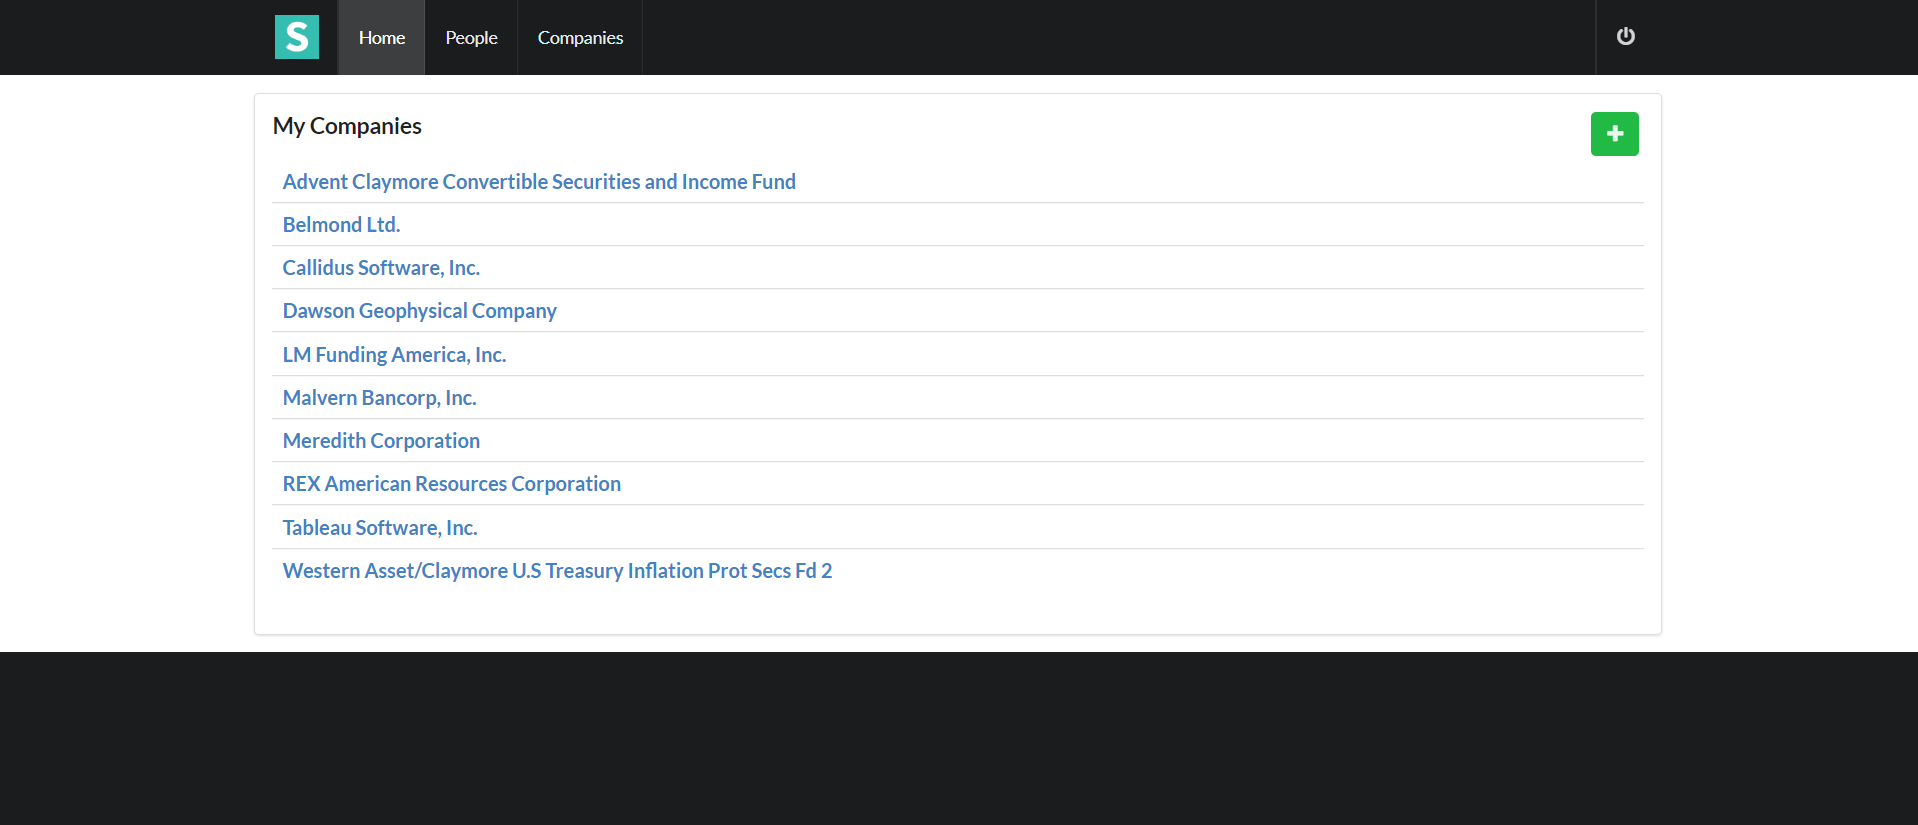 S Home People Companies
My Companies
Advent Claymore Convertible Securities and Income Fund
Belmond Ltd.
Callidus Software, Inc.
Dawson Geophysical Company
LM Funding America, Inc.
Malvern Bancorp, Inc.
Meredith Corporation
REX American Resources Corporation
Tableau Software, Inc.
Western Asset/Claymore U.S Treasury Inflation Prot Secs Fd 2